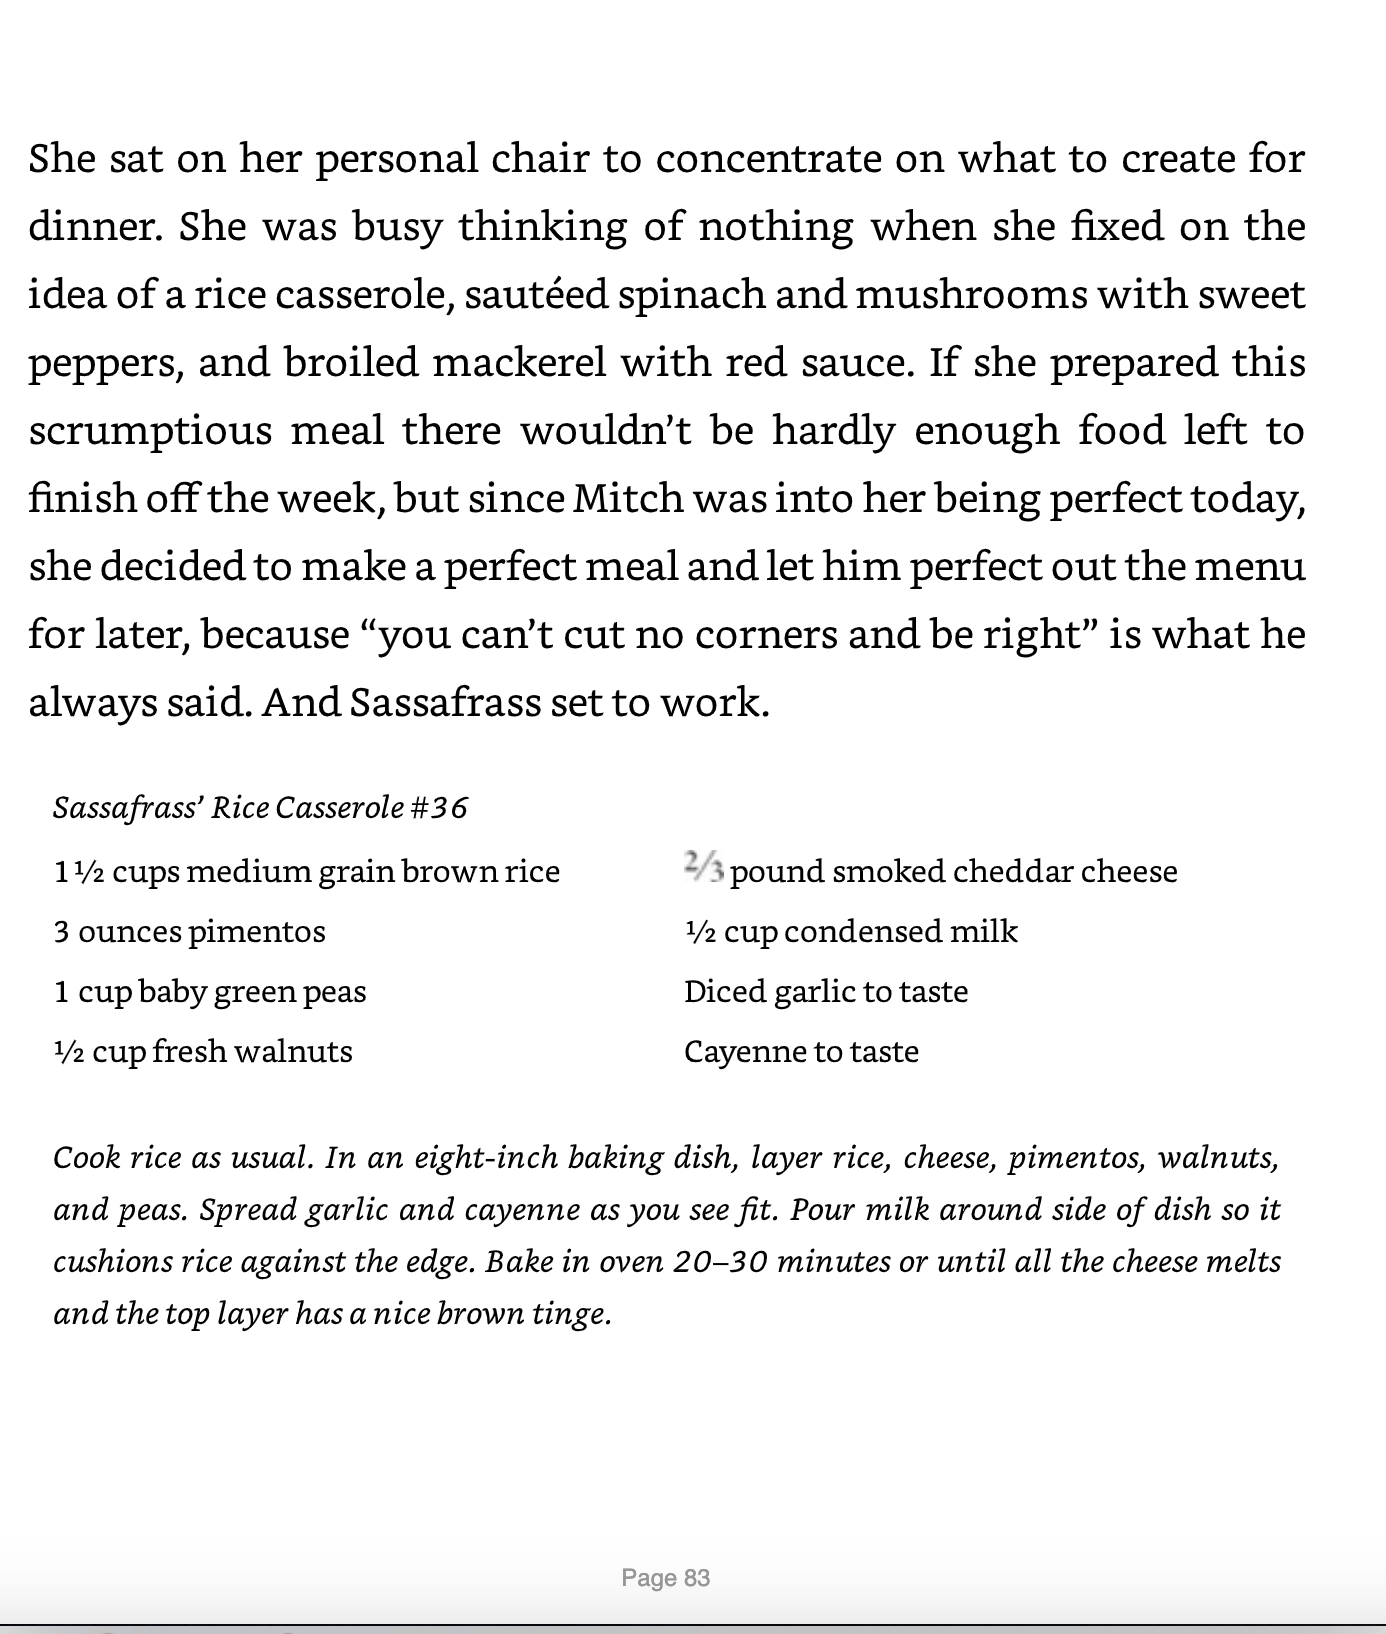 She sat on her personal chair to concentrate on what to create for
dinner. She was busy thinking of nothing when she fixed on the
idea of a rice casserole, sautéed spinach and mushrooms with sweet
peppers, and broiled mackerel with red sauce. If she prepared this
scrumptious meal there wouldn’t be hardly enough food left to
finish off the week, but since Mitch was into her being perfect today,
she decided to make a perfect meal and let him perfect out the menu
for later, because “you can’t cut no corners and be right” is what he
always said. And Sassafrass set to work.
Sassafrass’ Rice Casserole #36
1½ cups medium grain brown rice
3 ounces pimentos
1 cup baby green peas
½ cup fresh walnuts
⅔ pound smoked cheddar cheese
½ cup condensed milk
Diced garlic to taste
Cayenne to taste
Cook rice as usual. In an eight-inch baking dish, layer rice, cheese, pimentos, walnuts,
and peas. Spread garlic and cayenne as you see fit. Pour milk around side of dish so it
cushions rice against the edge. Bake in oven 20–30 minutes or until all the cheese melts
and the top layer has a nice brown tinge.
Page 83